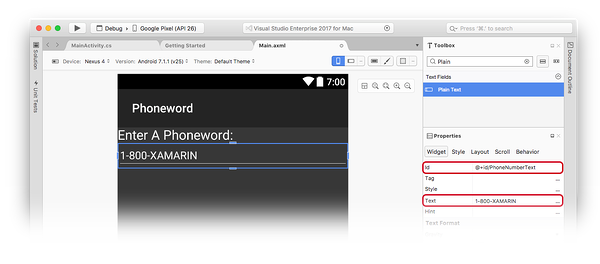 Debug
Google Pixel (API 26)
Visual Studio Enterprise 2017 for Mac
Press '⌘.' to search
Solution
Unit Tests
MainActivity.cs
Getting Started
Main.axml
Device: Nexus 4
Version: Android 7.1.1 (v25)
Theme: Default Theme
7:00
Phoneword
Enter A Phoneword:
1-800-XAMARIN
Toolbox
Plain
Text Fields
Plain Text
Properties
Widget Style Layout Scroll Behavior
Id @+id/PhoneNumberText
Tag
Style
Text 1-800-XAMARIN
Hint
Text Format
Document Outline